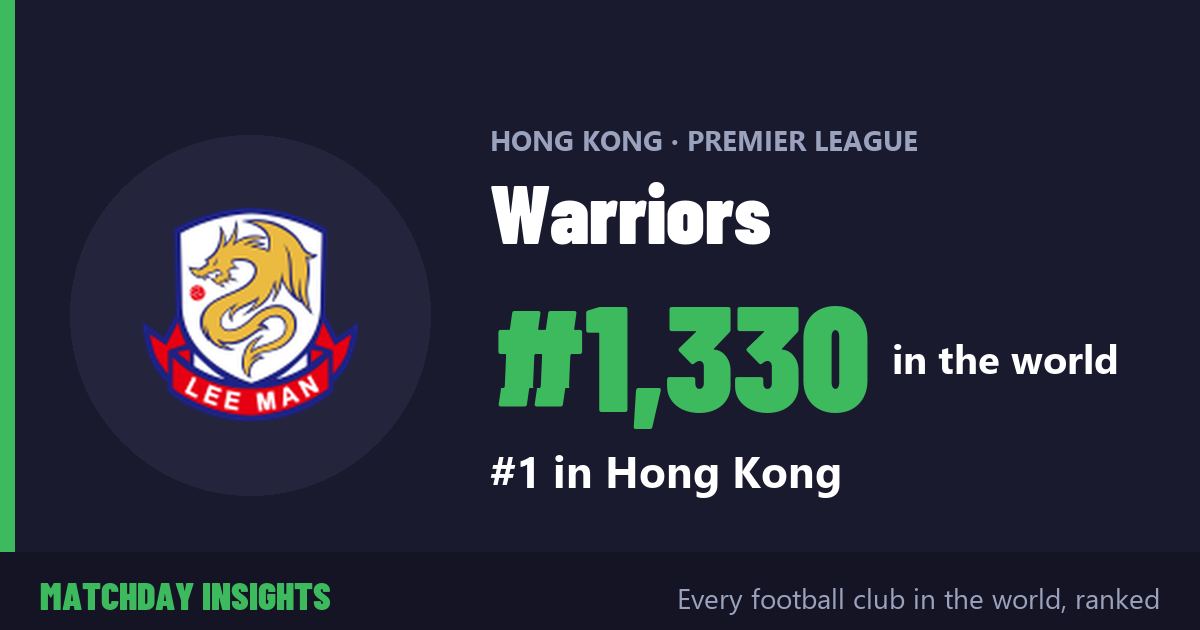 HONG KONG · PREMIER LEAGUE
Warriors
LEE MAN
#1,330 in the world
#1 in Hong Kong
MATCHDAY INSIGHTS
Every football club in the world, ranked